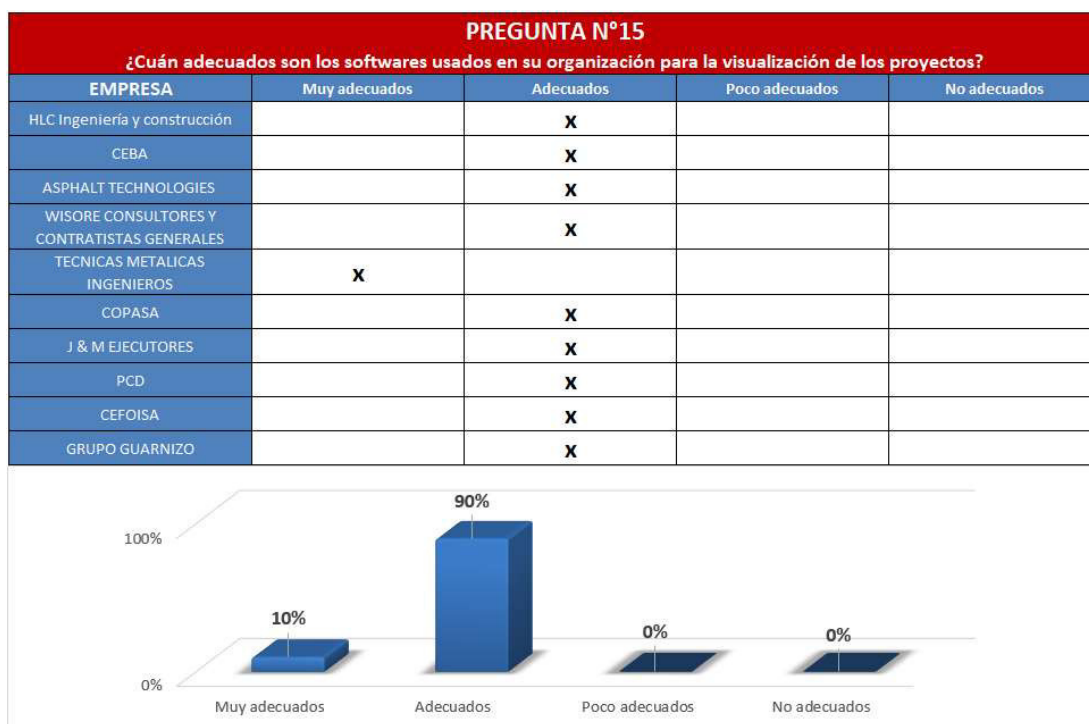 PREGUNTA Nº15
¿Cuán adecuados son los softwares usados en su organización para la visualización de los proyectos?
EMPRESA Muy adecuados Adecuados Poco adecuados No adecuados
HLC Ingeniería y construcción x
CEBA x
ASPHALT TECHNOLOGIES x
WISORE CONSULTORES Y
CONTRATISTAS GENERALES x
TECNICAS METALICAS
INGENIEROS x
COPASA x
J & M EJECUTORES x
PCD x
CEFOISA x
GRUPO GUARNIZO x
90%
100%
10%
0%
0%
0%
Muy adecuados Adecuados Poco adecuados No adecuados